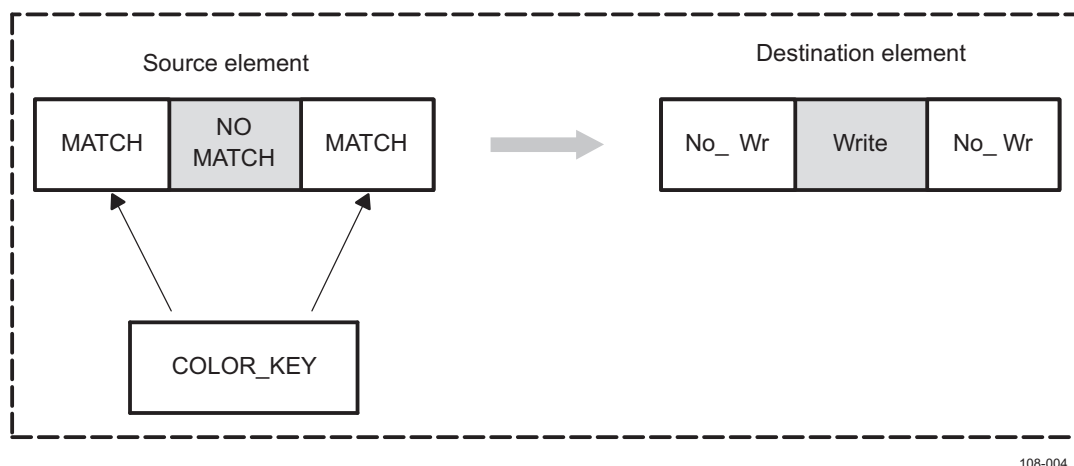 Source element
Destination element
MATCH
NO
MATCH
MATCH
No_ Wr
Write
No_ Wr
COLOR_KEY
108-004